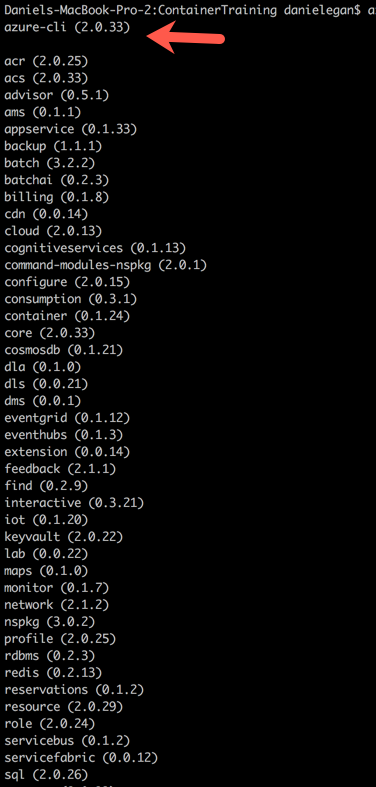 Daniels-MacBook-Pro-2:ContainerTraining danielegan$ a
azure-cli (2.0.33)
acr (2.0.25)
acs (2.0.33)
advisor (0.5.1)
ams (0.1.1)
appservice (0.1.33)
backup (1.1.1)
batch (3.2.2)
batchai (0.2.3)
billing (0.1.8)
cdn (0.0.14)
cloud (2.0.13)
cognitiveservices (0.1.13)
command-modules-nspkg (2.0.1)
configure (2.0.15)
consumption (0.3.1)
container (0.1.24)
core (2.0.33)
cosmosdb (0.1.21)
dla (0.1.0)
dls (0.0.21)
dms (0.0.1)
eventgrid (0.1.12)
eventhubs (0.1.3)
extension (0.0.14)
feedback (2.1.1)
find (0.2.9)
interactive (0.3.21)
iot (0.1.20)
keyvault (2.0.22)
lab (0.0.22)
maps (0.1.0)
monitor (0.1.7)
network (2.1.2)
nspkg (3.0.2)
profile (2.0.25)
rdbms (0.2.3)
redis (0.2.13)
reservations (0.1.2)
resource (2.0.29)
role (2.0.24)
servicebus (0.1.2)
servicefabric (0.0.12)
sql (2.0.26)